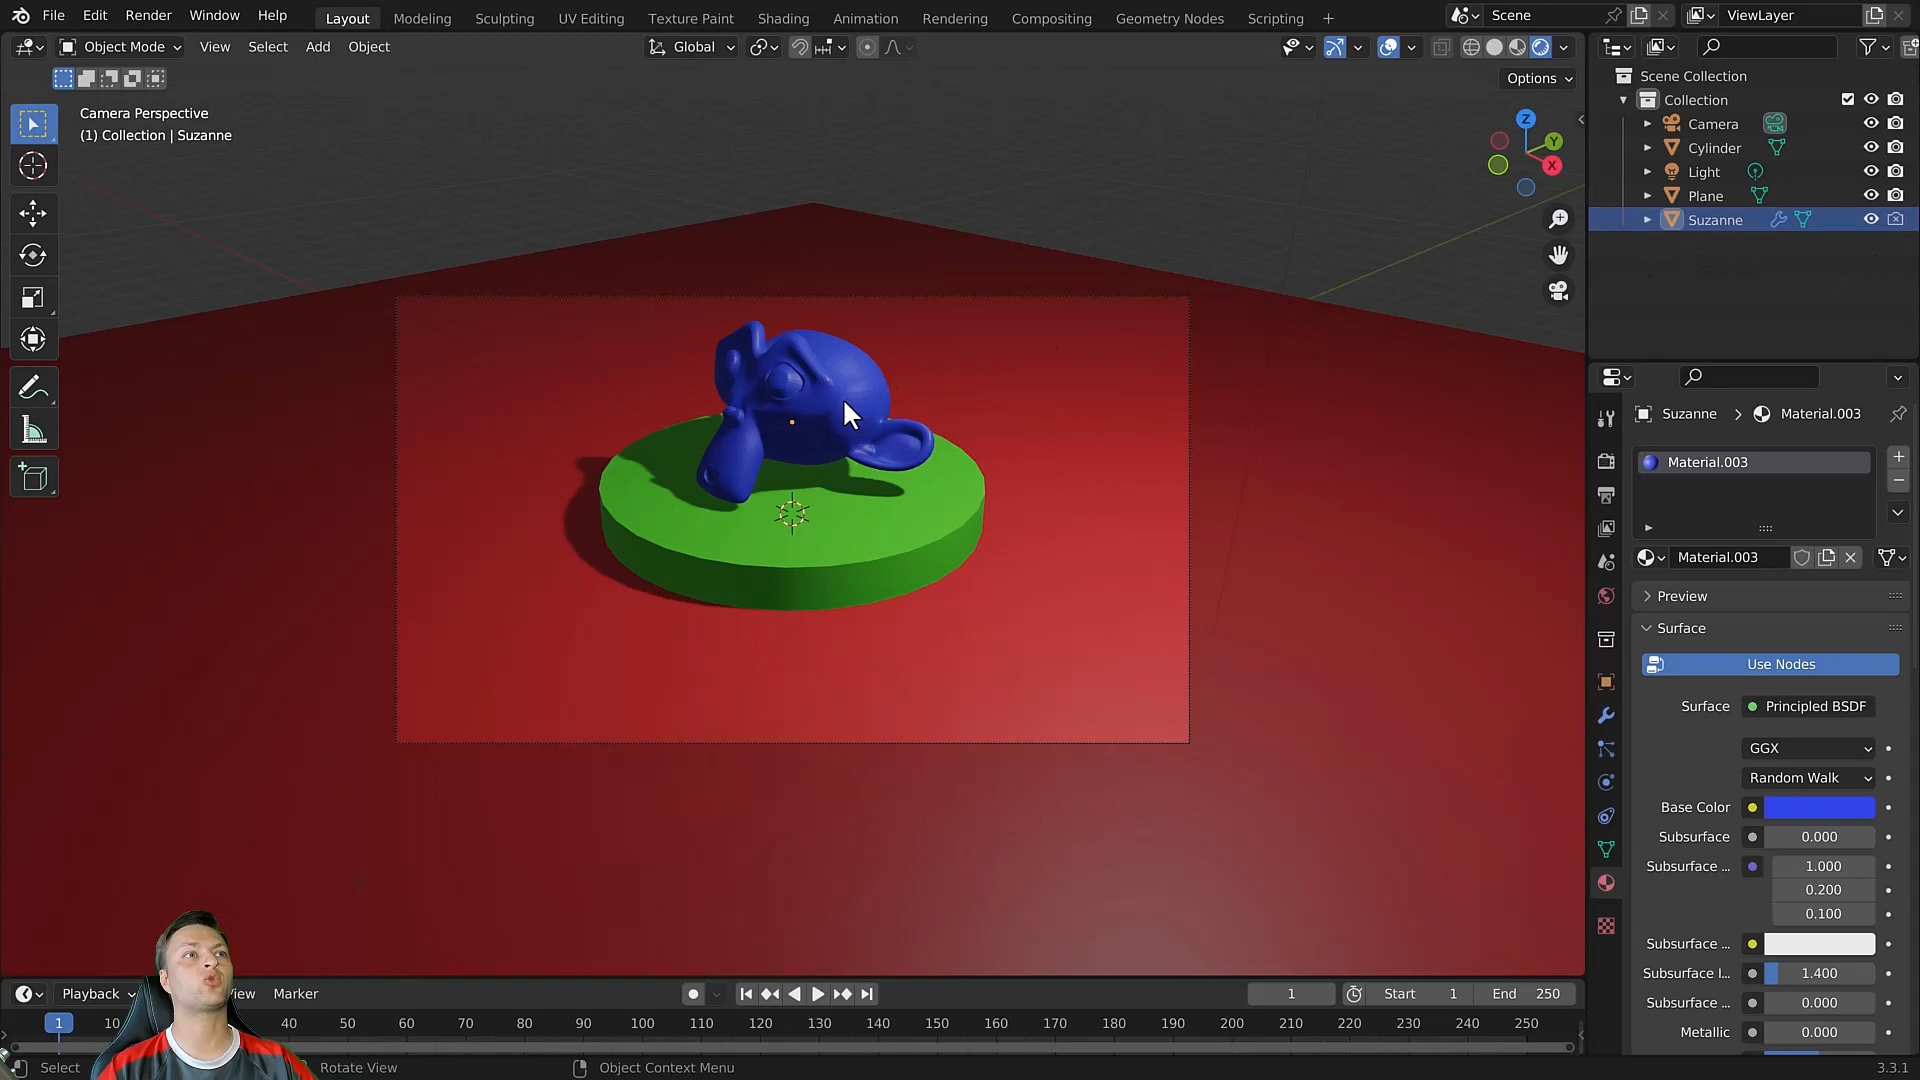 File Edit Render Window Help Layout Modeling Sculpting UV Editing Texture Paint Shading Animation Rendering Compositing Geometry Nodes Scripting + Scene ViewLayer
Object Mode View Select Add Object Global
Options
Camera Perspective
(1) Collection | Suzanne
Z
Y
X
Scene Collection
Collection
Camera
Cylinder
Light
Plane
Suzanne
Suzanne > Material.003
Material.003
Material.003
Preview
Surface
Use Nodes
Surface Principled BSDF
GGX
Random Walk
Base Color
Subsurface 0.000
Subsurface ... 1.000
0.200
0.100
Subsurface ...
Subsurface I... 1.400
Subsurface ... 0.000
Metallic 0.000
Playback View Marker 1 Start 1 End 250
1 10 40 50 60 70 80 90 100 110 120 130 140 150 160 170 180 190 200 210 220 230 240 250
Select Rotate View Object Context Menu 3.3.1